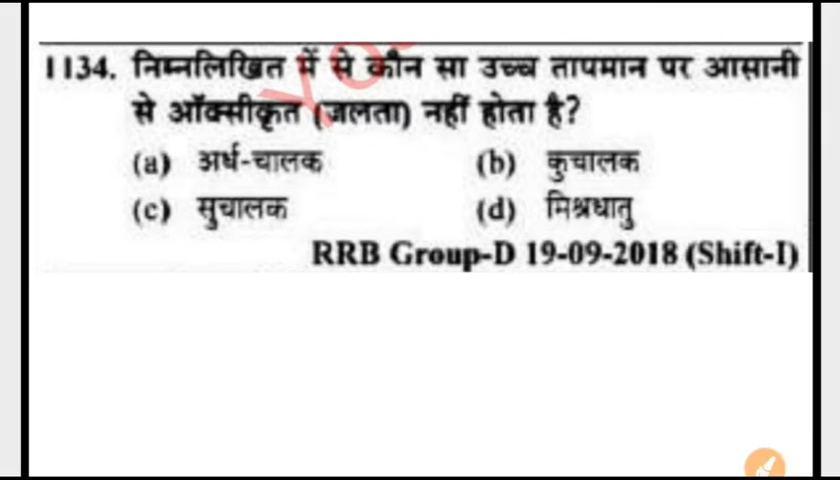 1134. निम्नलिखित में से कौन सा उच्च तापमान पर आसानी
से ऑक्सीकृत (जलता) नहीं होता है?
(a) अर्ध-चालक (b) कुचालक
(c) सुचालक (d) मिश्रधातु
RRB Group-D 19-09-2018 (Shift-I)